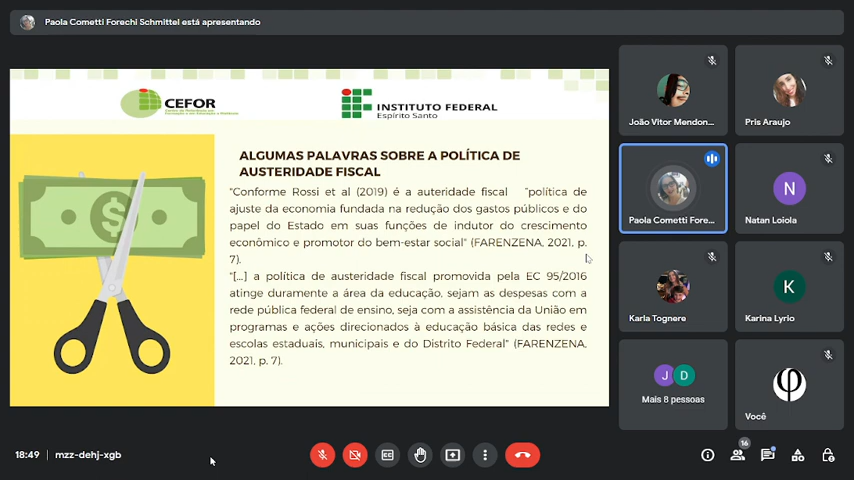 Paola Cometti Forechi Schmittel está apresentando
CEFOR
INSTITUTO FEDERAL
Espírito Santo
ALGUMAS PALAVRAS SOBRE A POLÍTICA DE
AUSTERIDADE FISCAL
“Conforme Rossi et al (2019) é a auteridade fiscal “política de
ajuste da economia fundada na redução dos gastos públicos e do
papel do Estado em suas funções de indutor do crescimento
econômico e promotor do bem-estar social” (FARENZENA, 2021, p.
7).
“[...] a política de austeridade fiscal promovida pela EC 95/2016
atinge duramente a área da educação, sejam as despesas com a
rede pública federal de ensino, seja com a assistência da União em
programas e ações direcionados à educação básica das redes e
escolas estaduais, municipais e do Distrito Federal” (FARENZENA,
2021, p, 7).
João Vitor Mendon...
Pris Araujo
Paola Cometti Fore...
N
Natan Loiola
Karla Tognere
K
Karina Lyrio
J D
Mais 8 pessoas
φ
Você
18:49 | mzz-dehj-xgb
16